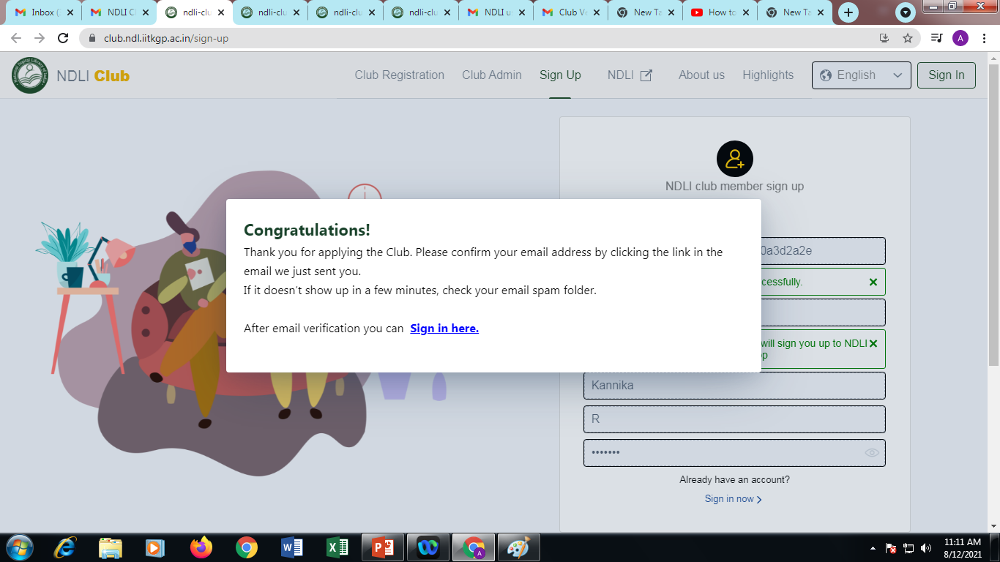 Inbox (
NDLI C
ndli-clu
ndli-clu
ndli-clu
ndli-clu
NDLI u
Club Ve
New Ta
How to
New Ta
club.ndl.iitkgp.ac.in/sign-up
A
NDLI Club
Club Registration
Club Admin
Sign Up
NDLI
About us
Highlights
English
Sign In
NDLI club member sign up
Congratulations!
Thank you for applying the Club. Please confirm your email address by clicking the link in the
email we just sent you.
If it doesn't show up in a few minutes, check your email spam folder.
After email verification you can Sign in here.
0a3d2a2e
cessfully.
will sign you up to NDLI
p
Kannika
R
•••••••
Already have an account?
Sign in now
11:11 AM
8/12/2021